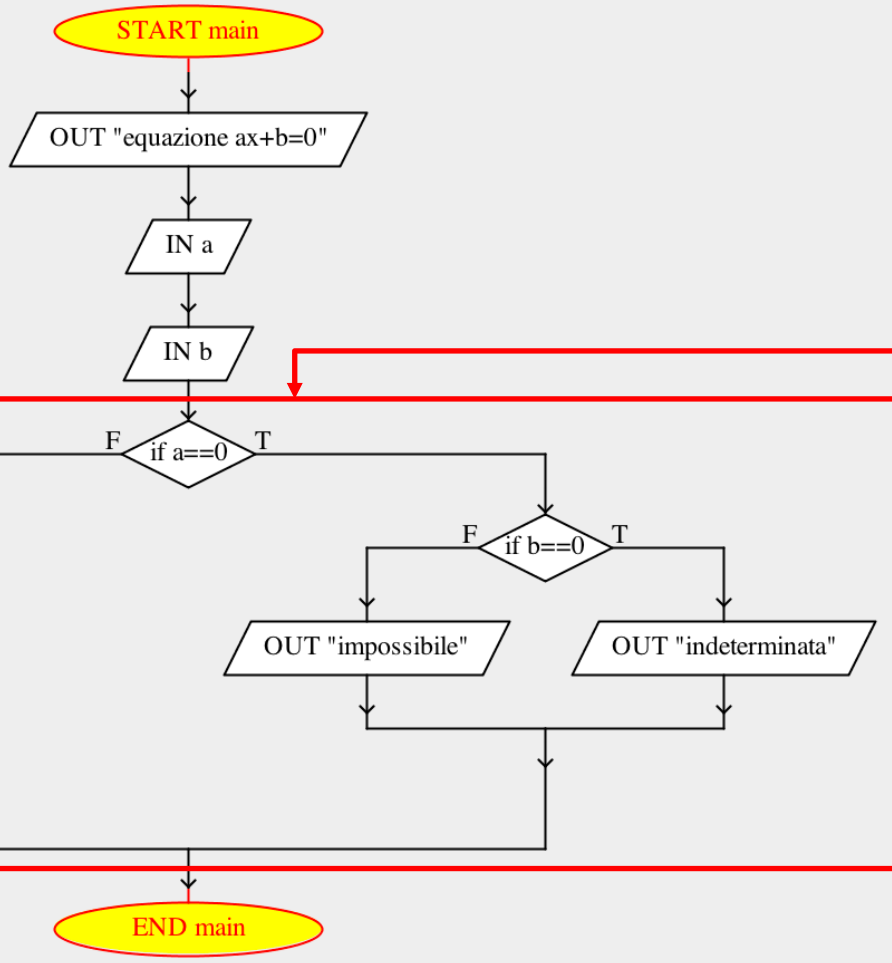 START main
OUT "equazione ax+b=0"
IN a
IN b
F if a==0 T
F if b==0 T
OUT "impossibile" OUT "indeterminata"
END main